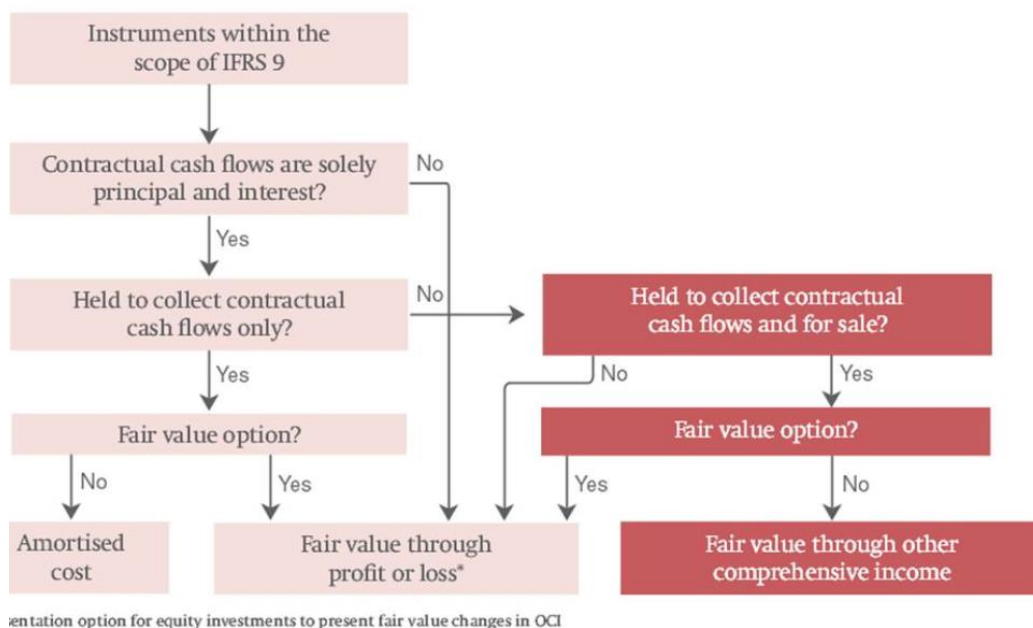 Instruments within the
scope of IFRS 9
Contractual cash flows are solely
principal and interest?
No
Yes
Held to collect contractual
cash flows only?
No
Held to collect contractual
cash flows and for sale?
Yes
No
Yes
Fair value option?
Fair value option?
No
Yes
Yes
No
Amortised
cost
Fair value through
profit or loss*
Fair value through other
comprehensive income
option for equity investments to present fair value changes in OCI